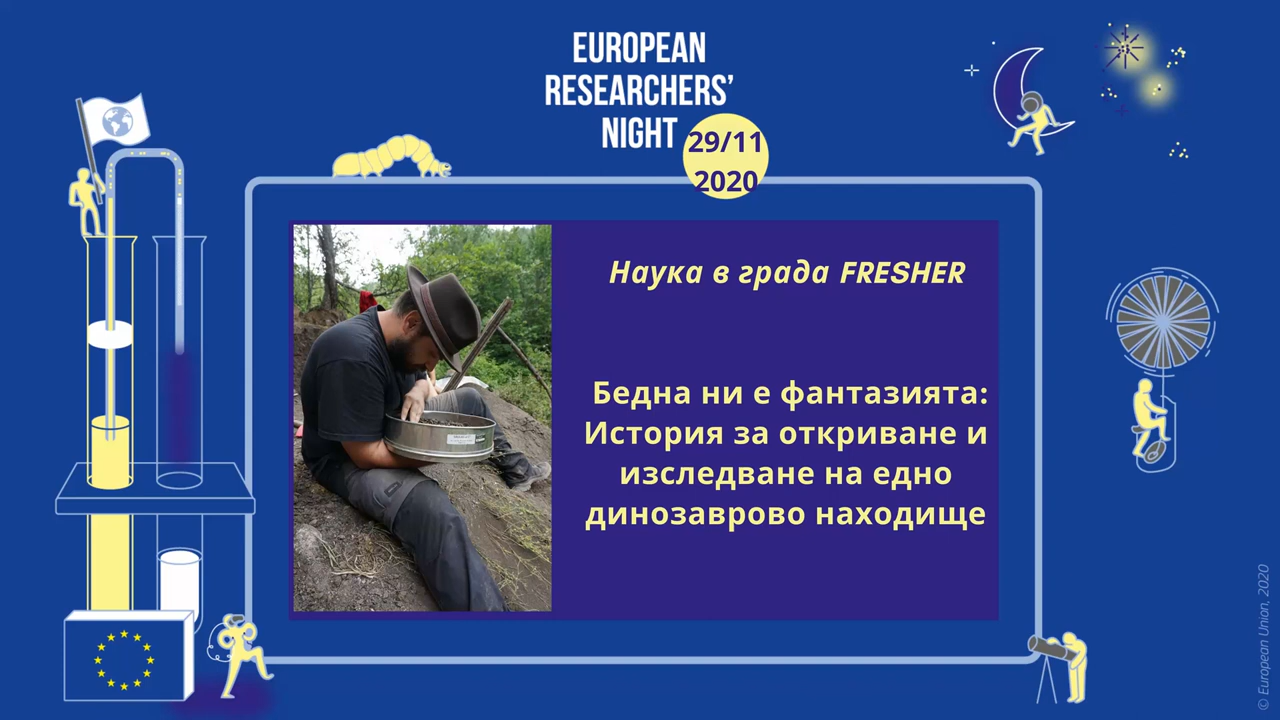 EUROPEAN
RESEARCHERS’
NIGHT
29/11
2020
Наука в града FRESHER
Бедна ни е фантазията:
История за откриване и
изследване на едно
динозаврово находище
© European Union, 2020